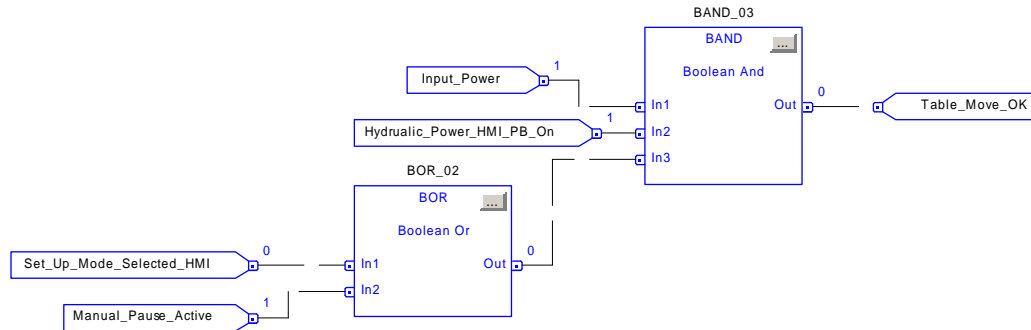 BAND_03
BAND
...
Boolean And
1
Input_Power
In1
Out
0
Table_Move_OK
1
Hydrualic_Power_HMI_PB_On
In2
In3
BOR_02
BOR
...
Boolean Or
0
Set_Up_Mode_Selected_HMI
In1
Out
0
In2
1
Manual_Pause_Active